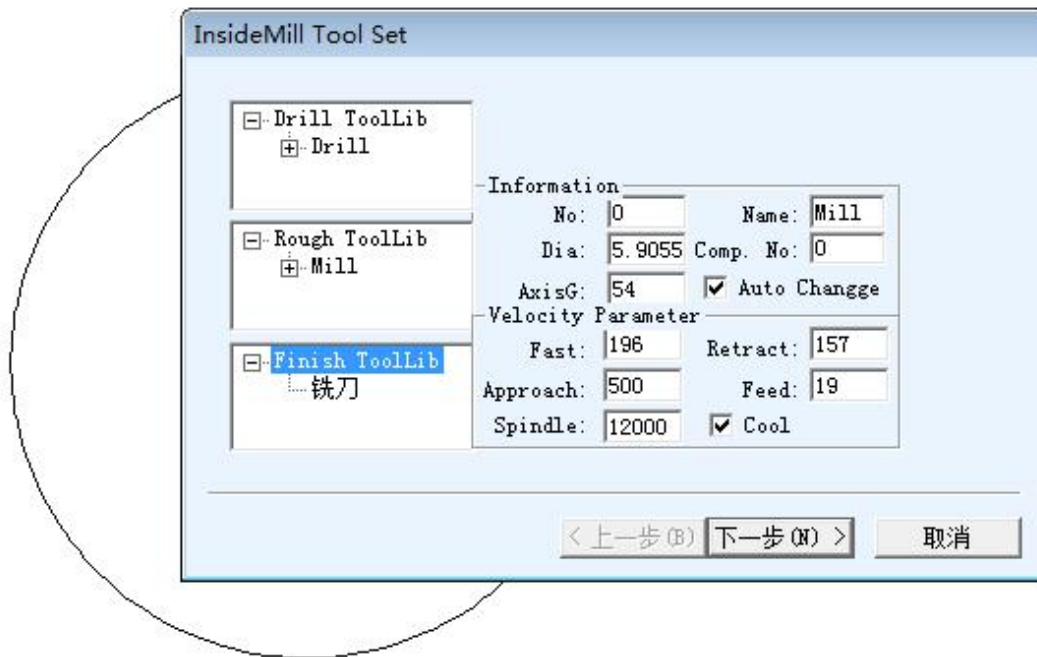 InsideMill Tool Set
Drill ToolLib
Drill
Rough ToolLib
Mill
Finish ToolLib
铣刀
Information
No: 0 Name: Mill
Dia: 5.9055 Comp. No: 0
AxisG: 54 Auto Changge
Velocity Parameter
Fast: 196 Retract: 157
Approach: 500 Feed: 19
Spindle: 12000 Cool
< 上一步(B) 下一步(N) > 取消